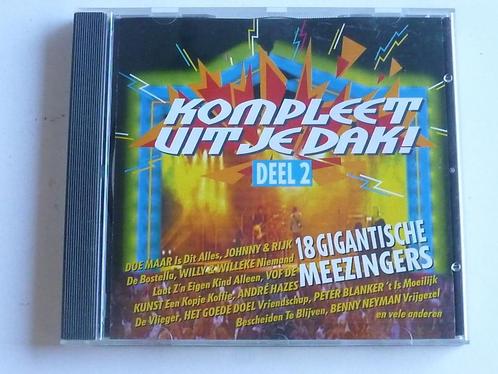 KOMPLEET
UIT JE DAK!
DEEL 2
18 GIGANTISCHE
MEEZINGERS
DOE MAAR Is Dit Alles, JOHNNY & RIJK
De Bostella, WILLY & WILLEKE Niemand
Laat Z'n Eigen Kind Alleen, VOF DE
KUNST Een Kopje Koffie, ANDRÉ HAZES
De Vlieger, HET GOEDE DOEL Vriendschap, PETER BLANKER 't Is Moeilijk
Bescheiden Te Blijven, BENNY NEYMAN Vrijgezel
en vele anderen